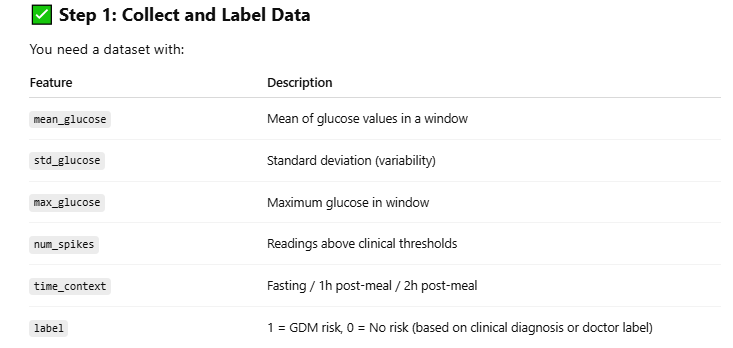 ✅ Step 1: Collect and Label Data
You need a dataset with:
Feature Description
mean_glucose Mean of glucose values in a window
std_glucose Standard deviation (variability)
max_glucose Maximum glucose in window
num_spikes Readings above clinical thresholds
time_context Fasting / 1h post-meal / 2h post-meal
label 1 = GDM risk, 0 = No risk (based on clinical diagnosis or doctor label)